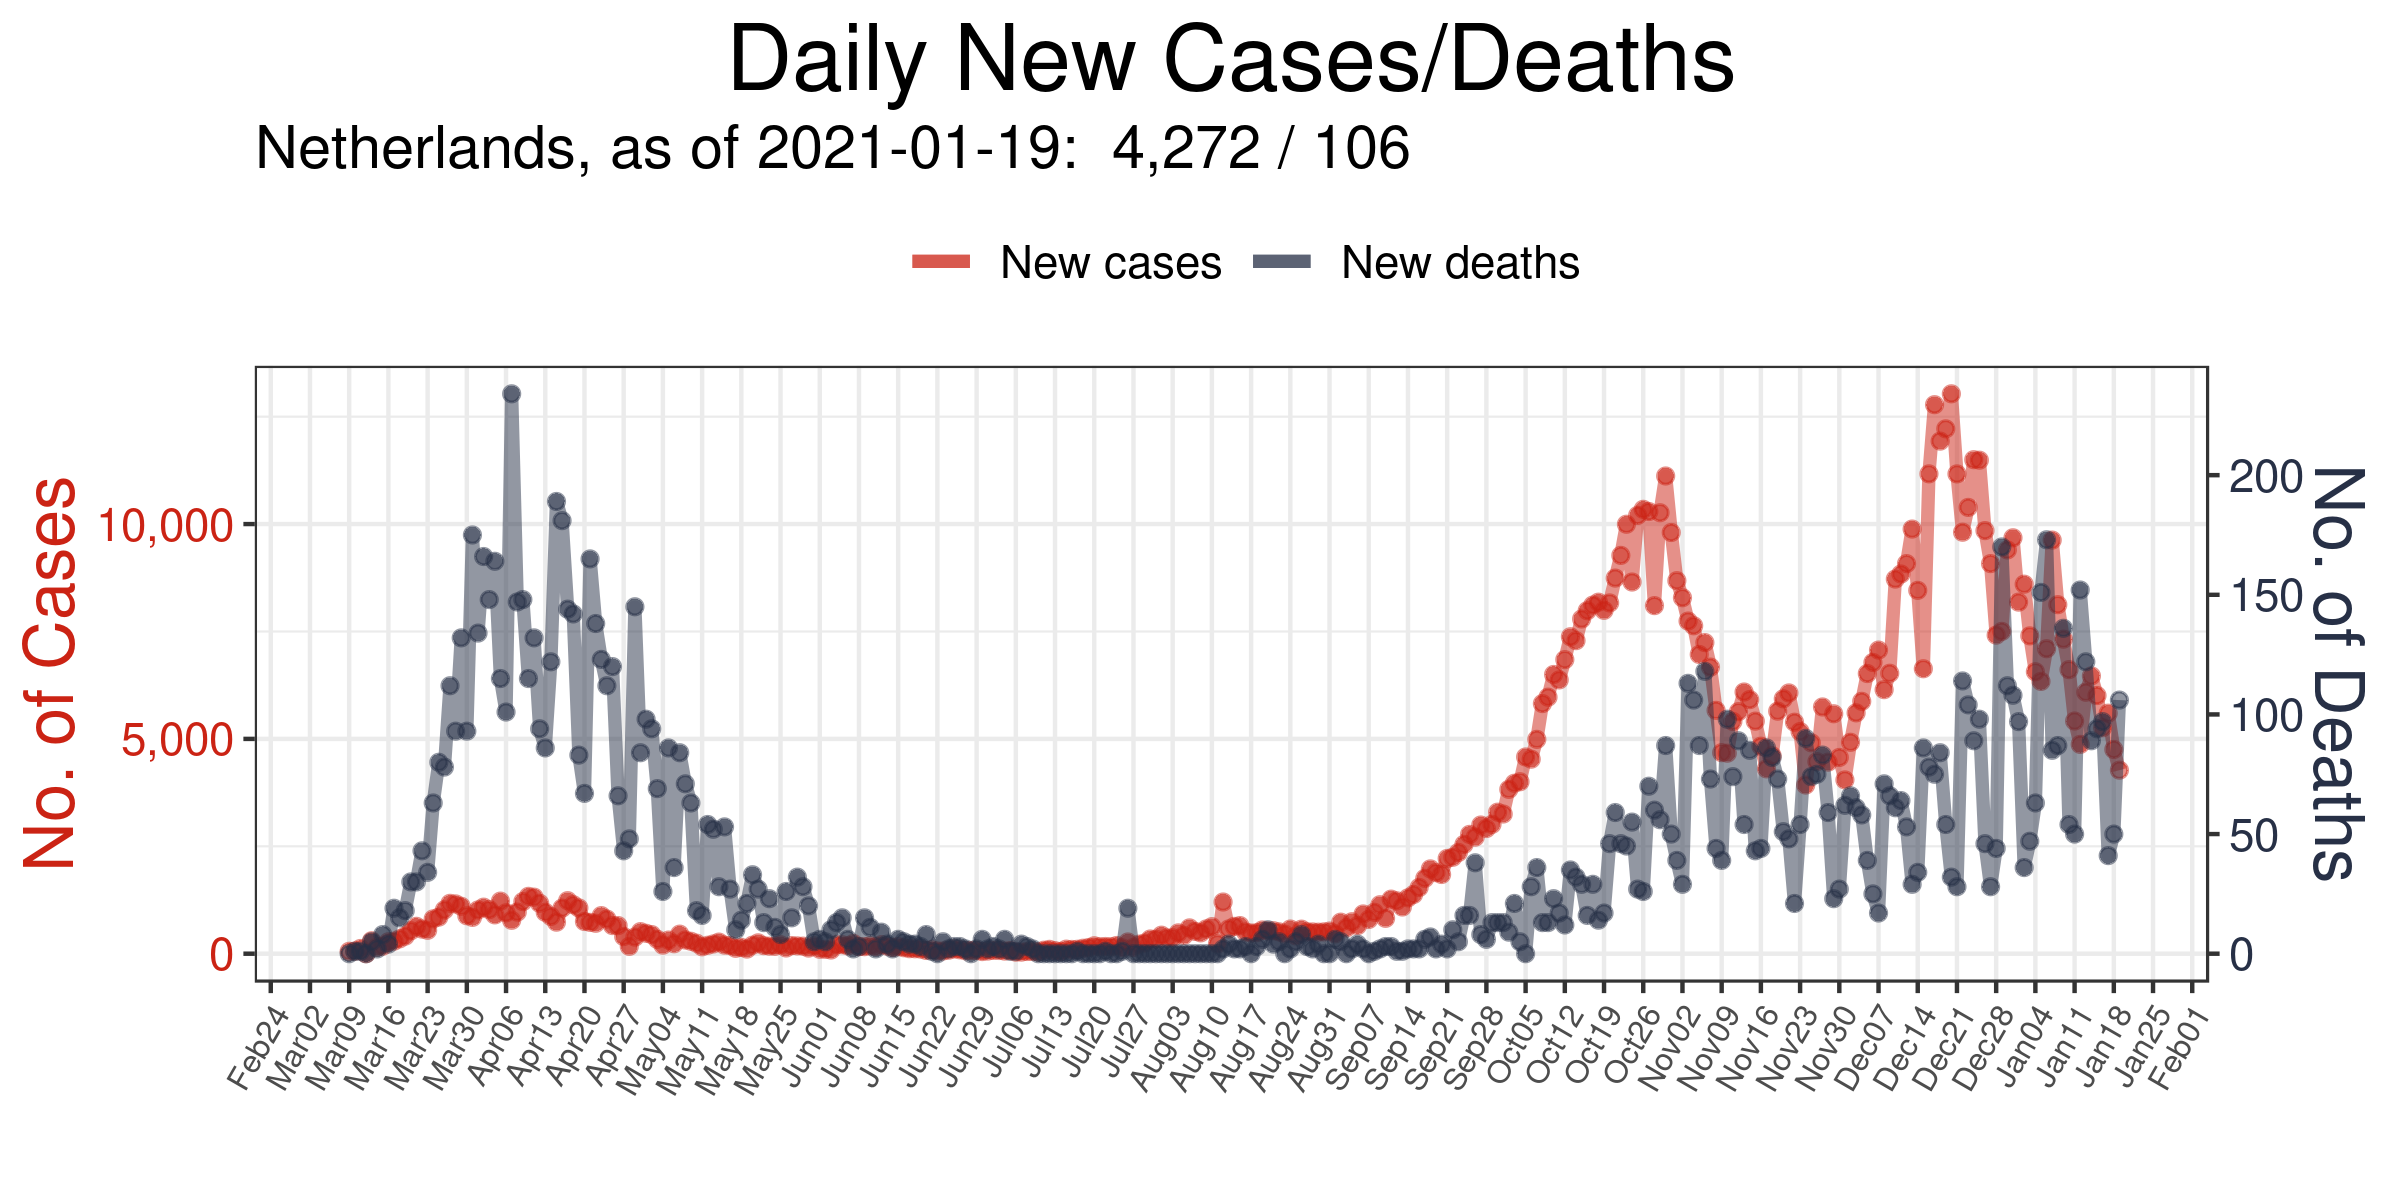 Daily New Cases/Deaths
Netherlands, as of 2021-01-19:  4,272 / 106
New cases New deaths
No. of Cases
10,000
5,000
0
200
150
100
50
0
No. of Deaths
Feb24 Mar02 Mar09 Mar16 Mar23 Mar30 Apr06 Apr13 Apr20 Apr27 May04 May11 May18 May25 Jun01 Jun08 Jun15 Jun22 Jun29 Jul06 Jul13 Jul20 Jul27 Aug03 Aug10 Aug17 Aug24 Aug31 Sep07 Sep14 Sep21 Sep28 Oct05 Oct12 Oct19 Oct26 Nov02 Nov09 Nov16 Nov23 Nov30 Dec07 Dec14 Dec21 Dec28 Jan04 Jan11 Jan18 Jan25 Feb01